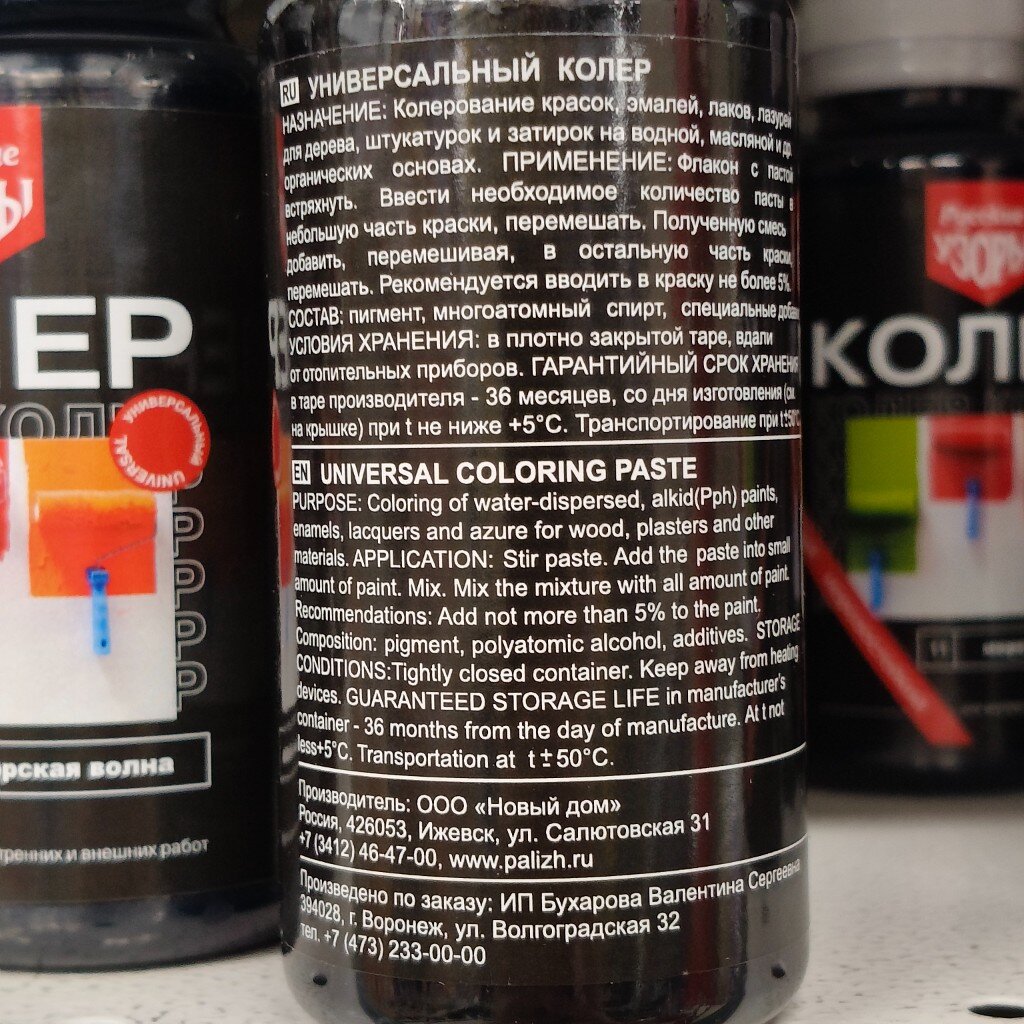 RU УНИВЕРСАЛЬНЫЙ КОЛЕР
НАЗНАЧЕНИЕ: Колерование красок, эмалей, лаков, лазурей
для дерева, штукатурок и затирок на водной, масляной и др.
органических основах. ПРИМЕНЕНИЕ: Флакон с пастой
встряхнуть. Ввести необходимое количество пасты в
небольшую часть краски, перемешать. Полученную смесь
добавить, перемешивая, в остальную часть краски,
перемешать. Рекомендуется вводить в краску не более 5%.
СОСТАВ: пигмент, многоатомный спирт, специальные
УСЛОВИЯ ХРАНЕНИЯ: в плотно закрытой таре, вдали
от отопительных приборов. ГАРАНТИЙНЫЙ СРОК ХРАНЕНИЯ
в таре производителя - 36 месяцев, со дня изготовления (см.
на крышке) при t не ниже +5°C. Транспортирование при t±50°C
EN UNIVERSAL COLORING PASTE
PURPOSE: Coloring of water-dispersed, alkid(Pph) paints,
enamels, lacquers and azure for wood, plasters and other
materials. APPLICATION: Stir paste. Add the paste into small
amount of paint. Mix. Mix the mixture with all amount of paint.
Recommendations: Add not more than 5% to the paint.
Composition: pigment, polyatomic alcohol, additives. STORAGE
CONDITIONS:Tightly closed container. Keep away from heating
devices. GUARANTEED STORAGE LIFE in manufacturer's
container - 36 months from the day of manufacture. At t not
less+5°C. Transportation at t±50°C.
Производитель: ООО «Новый дом»
Россия, 426053, Ижевск, ул. Салютовская 31
+7 (3412) 46-47-00, www.palizh.ru
Произведено по заказу: ИП Бухарова Валентина Сергеевна
394028, г. Воронеж, ул. Волгоградская 32
тел. +7 (473) 233-00-00
ЕР
УНИВЕРСАЛЬНЫЙ
UNIVERSAL
рская волна
тренних и внешних работ
Русские
УЗОРЫ
КОЛ
11